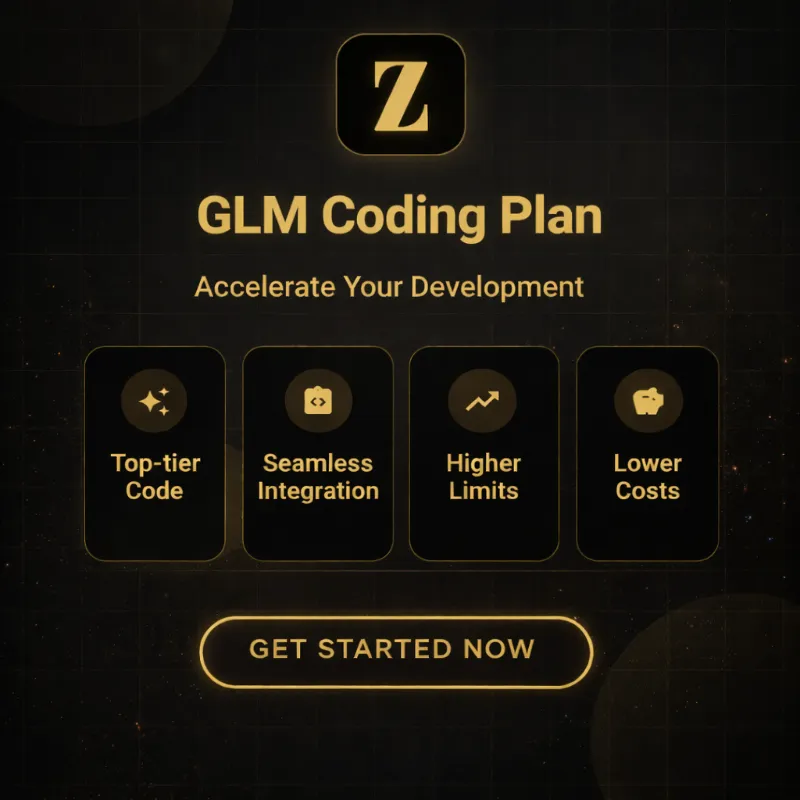 Z
GLM Coding Plan
Accelerate Your Development
Top-tier
Code
Seamless
Integration
Higher
Limits
Lower
Costs
GET STARTED NOW